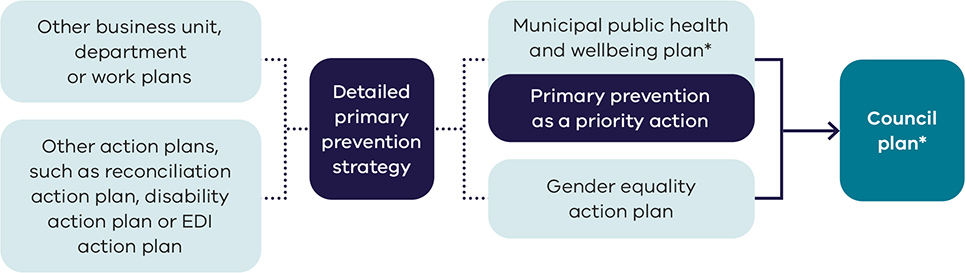 Other business unit,
department
or work plans
Other action plans,
such as reconciliation
action plan, disability
action plan or EDI
action plan
Detailed
primary
prevention
strategy
Municipal public health
and wellbeing plan*
Primary prevention
as a priority action
Gender equality
action plan
Council
plan*